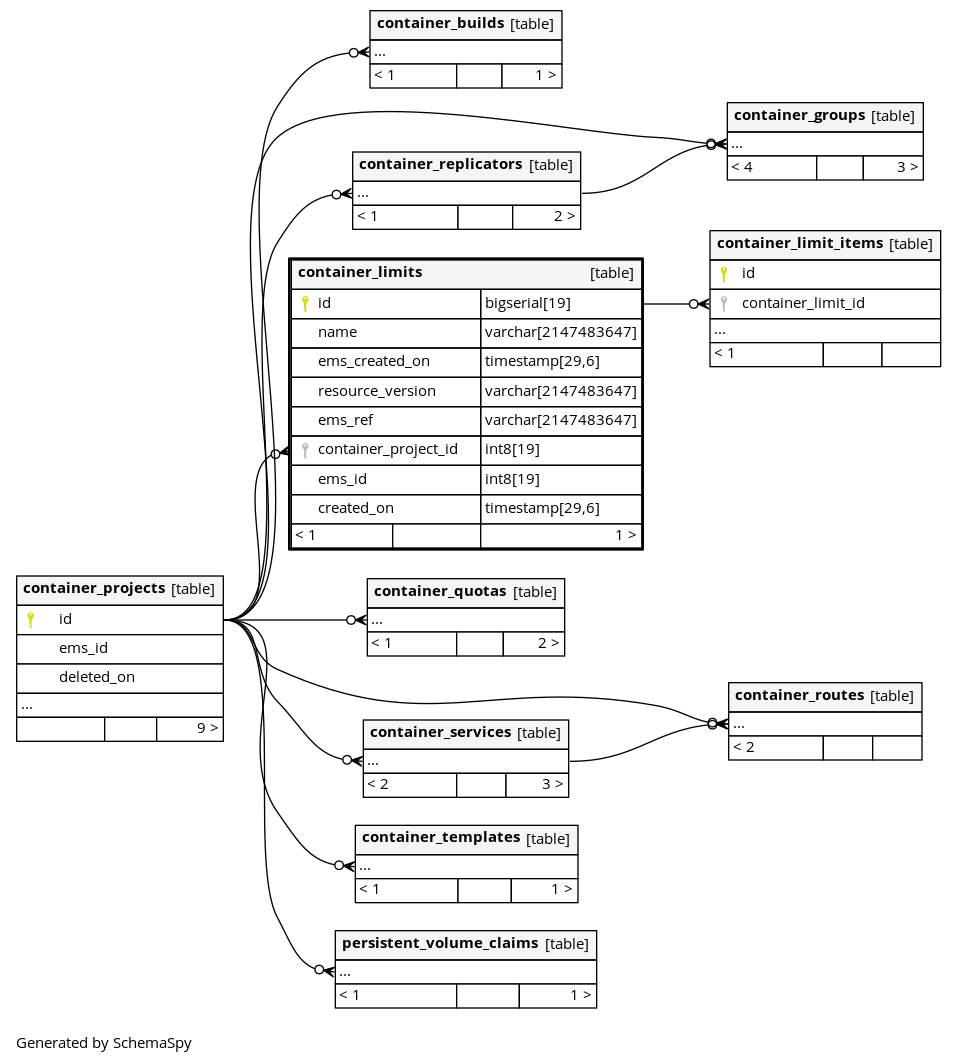 container_builds [table]
...
< 1 1 >
container_groups [table]
...
< 4 3 >
container_replicators [table]
...
< 1 2 >
container_limit_items [table]
id
container_limit_id
...
< 1
container_limits [table]
id bigserial[19]
name varchar[2147483647]
ems_created_on timestamp[29,6]
resource_version varchar[2147483647]
ems_ref varchar[2147483647]
container_project_id int8[19]
ems_id int8[19]
created_on timestamp[29,6]
< 1 1 >
container_projects [table]
id
ems_id
deleted_on
...
9 >
container_quotas [table]
...
< 1 2 >
container_routes [table]
...
< 2
container_services [table]
...
< 2 3 >
container_templates [table]
...
< 1 1 >
persistent_volume_claims [table]
...
< 1 1 >
Generated by SchemaSpy